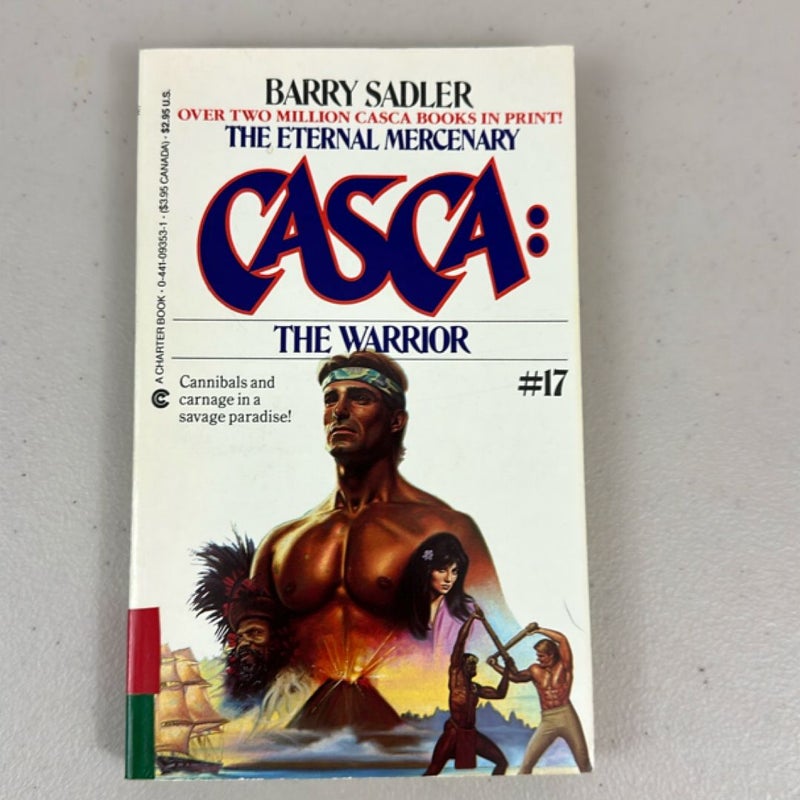 BARRY SADLER
OVER TWO MILLION CASCA BOOKS IN PRINT!
THE ETERNAL MERCENARY
CASCA:
THE WARRIOR
#17
Cannibals and
carnage in a
savage paradise!
A CHARTER BOOK • 0-441-09353-1 • ($3.95 CANADA) • $2.95 U.S.